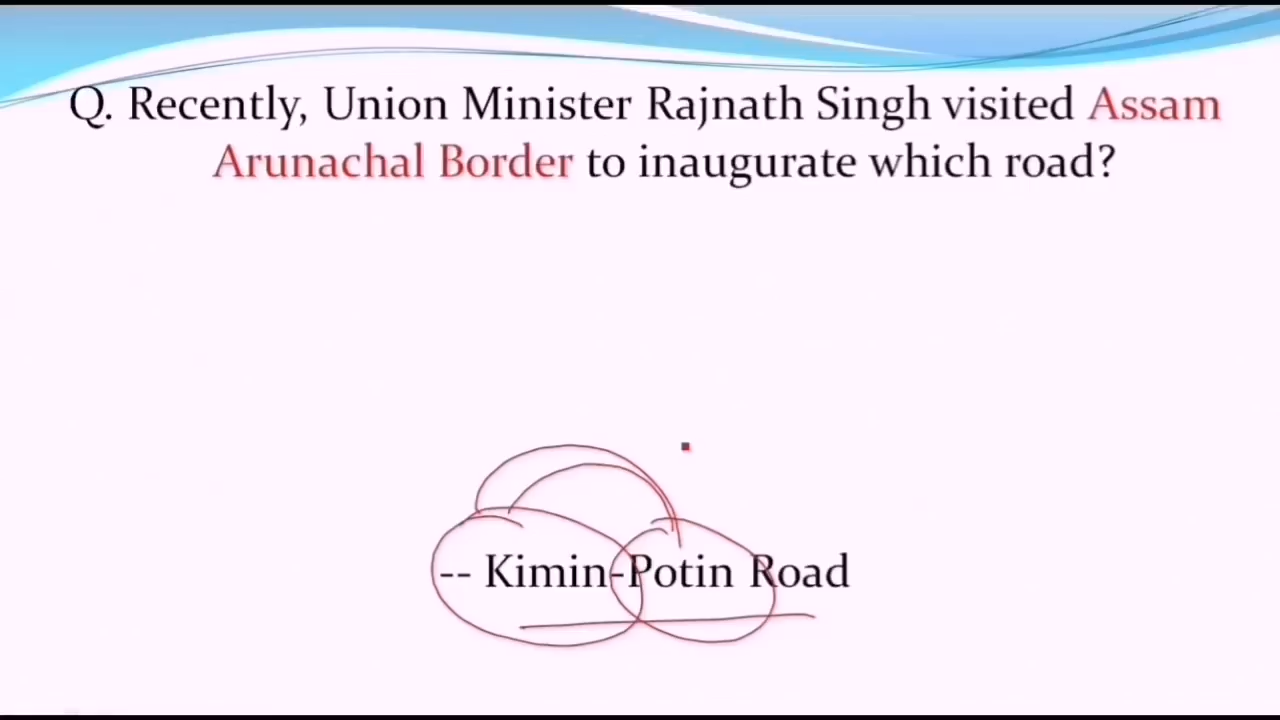 Q. Recently, Union Minister Rajnath Singh visited Assam
Arunachal Border to inaugurate which road?
-- Kimin-Potin Road